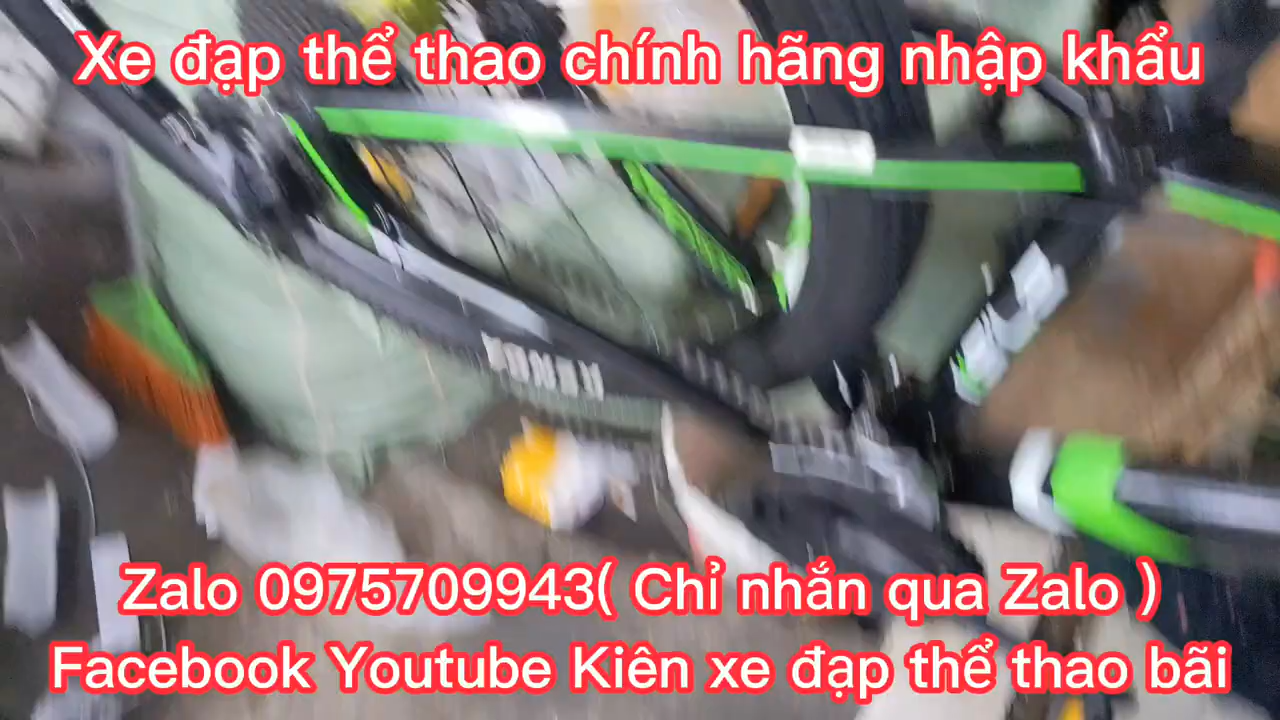 Xe đạp thể thao chính hãng nhập khẩu
Zalo 0975709943( Chỉ nhắn qua Zalo )
Facebook Youtube Kiên xe đạp thể thao bãi